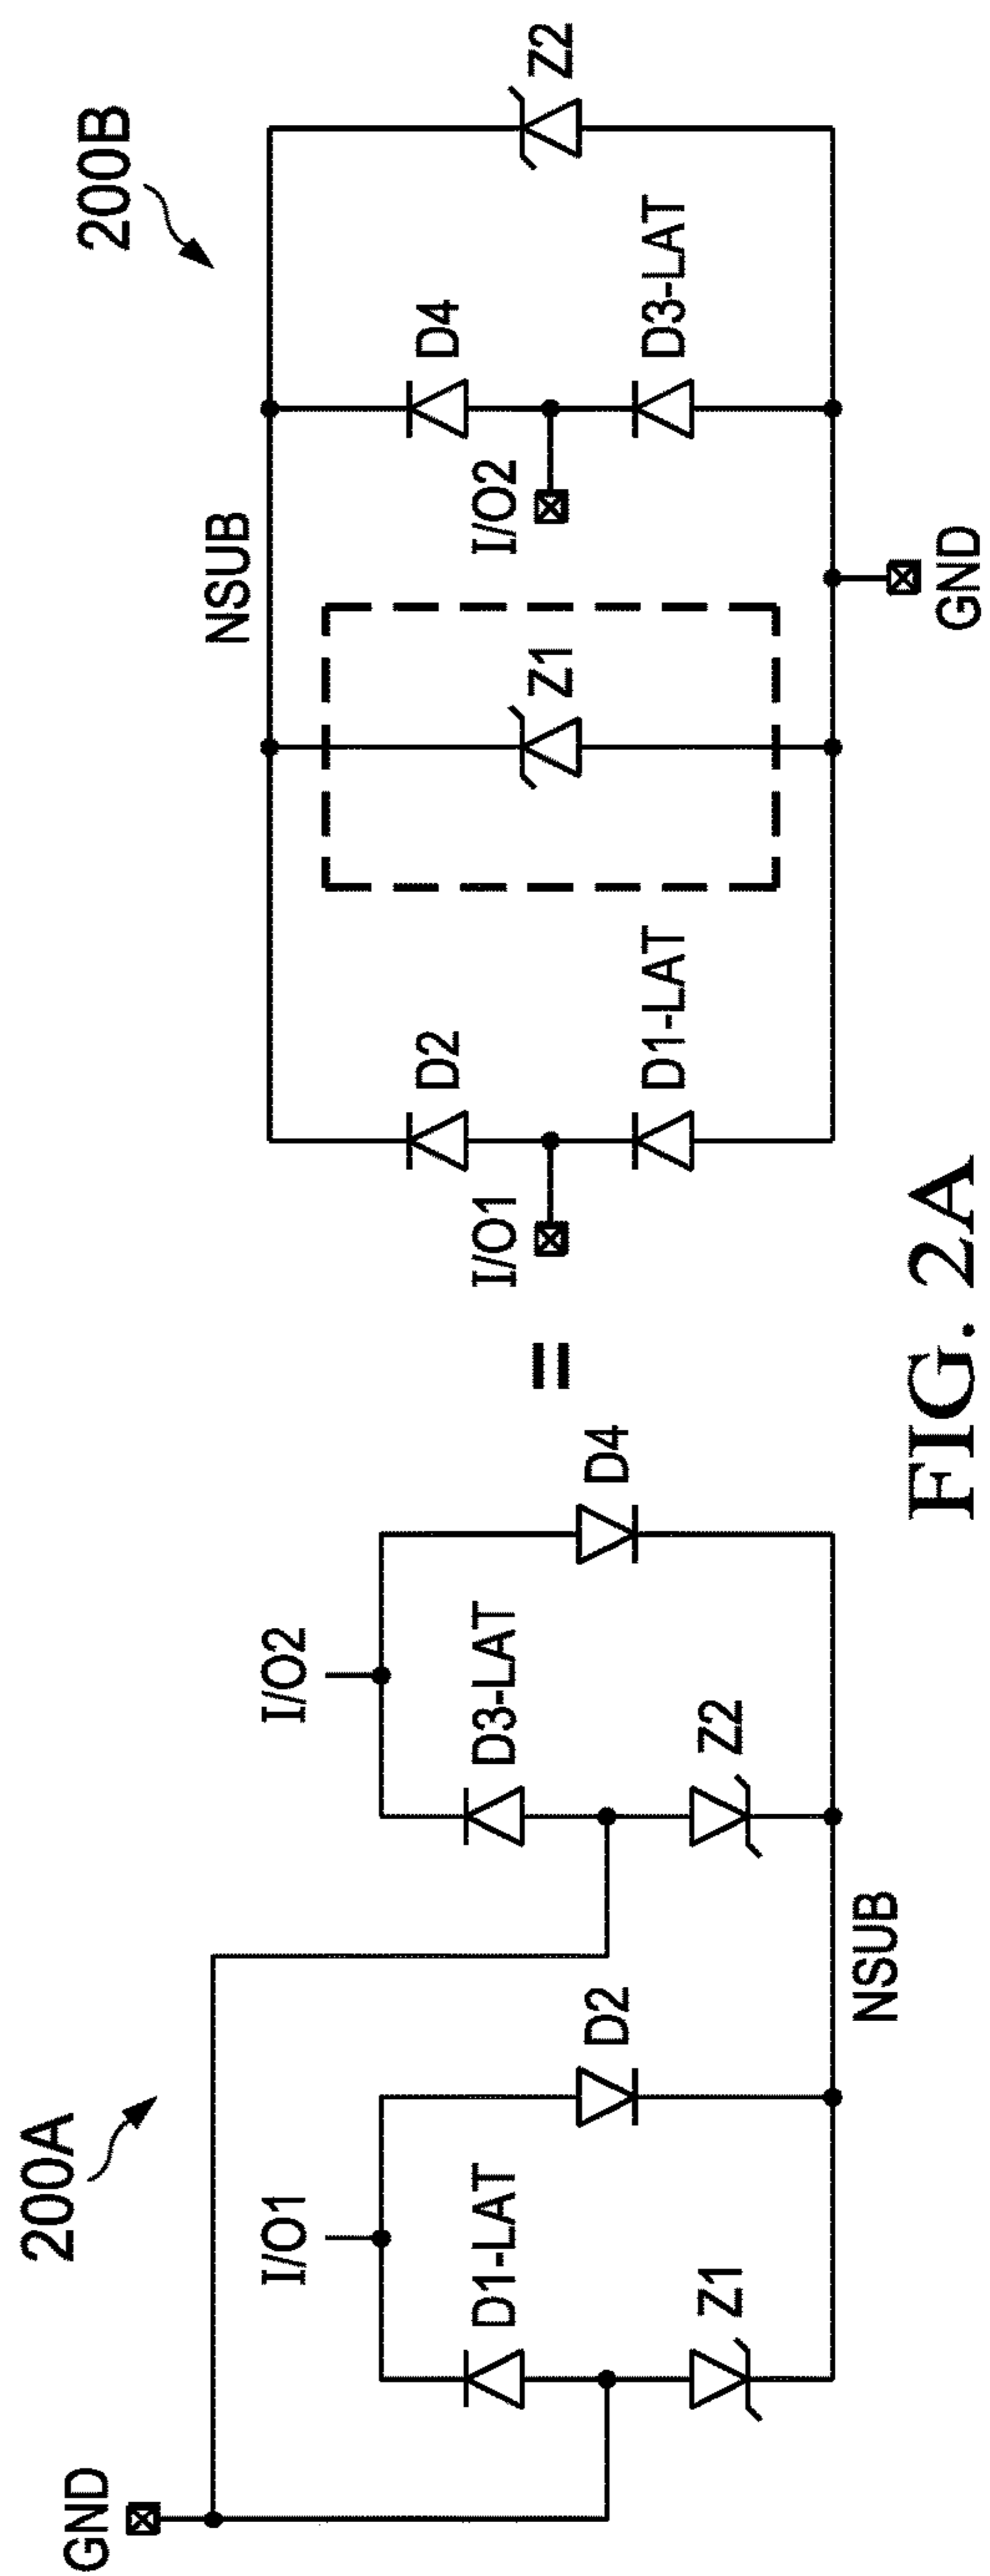 200A
GND
I/O1
I/O2
D1-LAT
D2
D3-LAT
D4
Z1
Z2
NSUB
=
200B
NSUB
D2
D4
I/O1
Z1
I/O2
Z2
D1-LAT
D3-LAT
GND
FIG. 2A